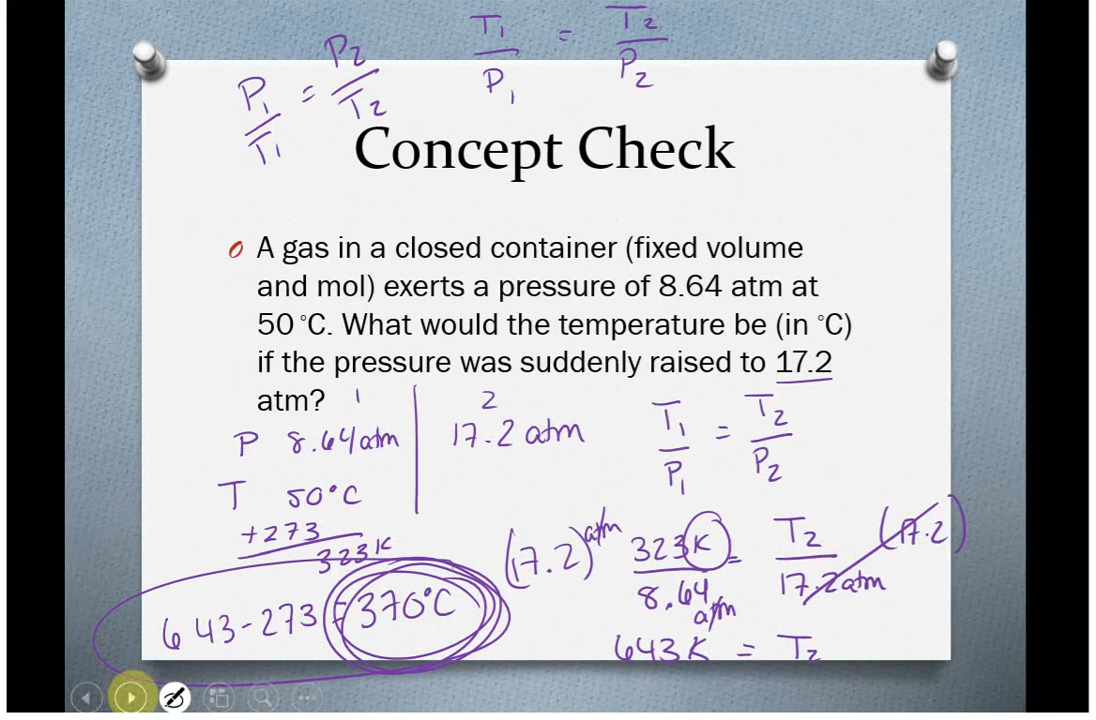 P1/T1 = P2/T2
T1/P1 = T2/P2
Concept Check
A gas in a closed container (fixed volume
and mol) exerts a pressure of 8.64 atm at
50 °C. What would the temperature be (in °C)
if the pressure was suddenly raised to 17.2
atm?
1 2
P 8.64 atm 17.2 atm
T 50°C
+273
323 K
T1/P1 = T2/P2
(17.2) atm 323K/8.64 atm = T2/17.2 atm (17.2)
643 K = T2
643-273 = 370°C